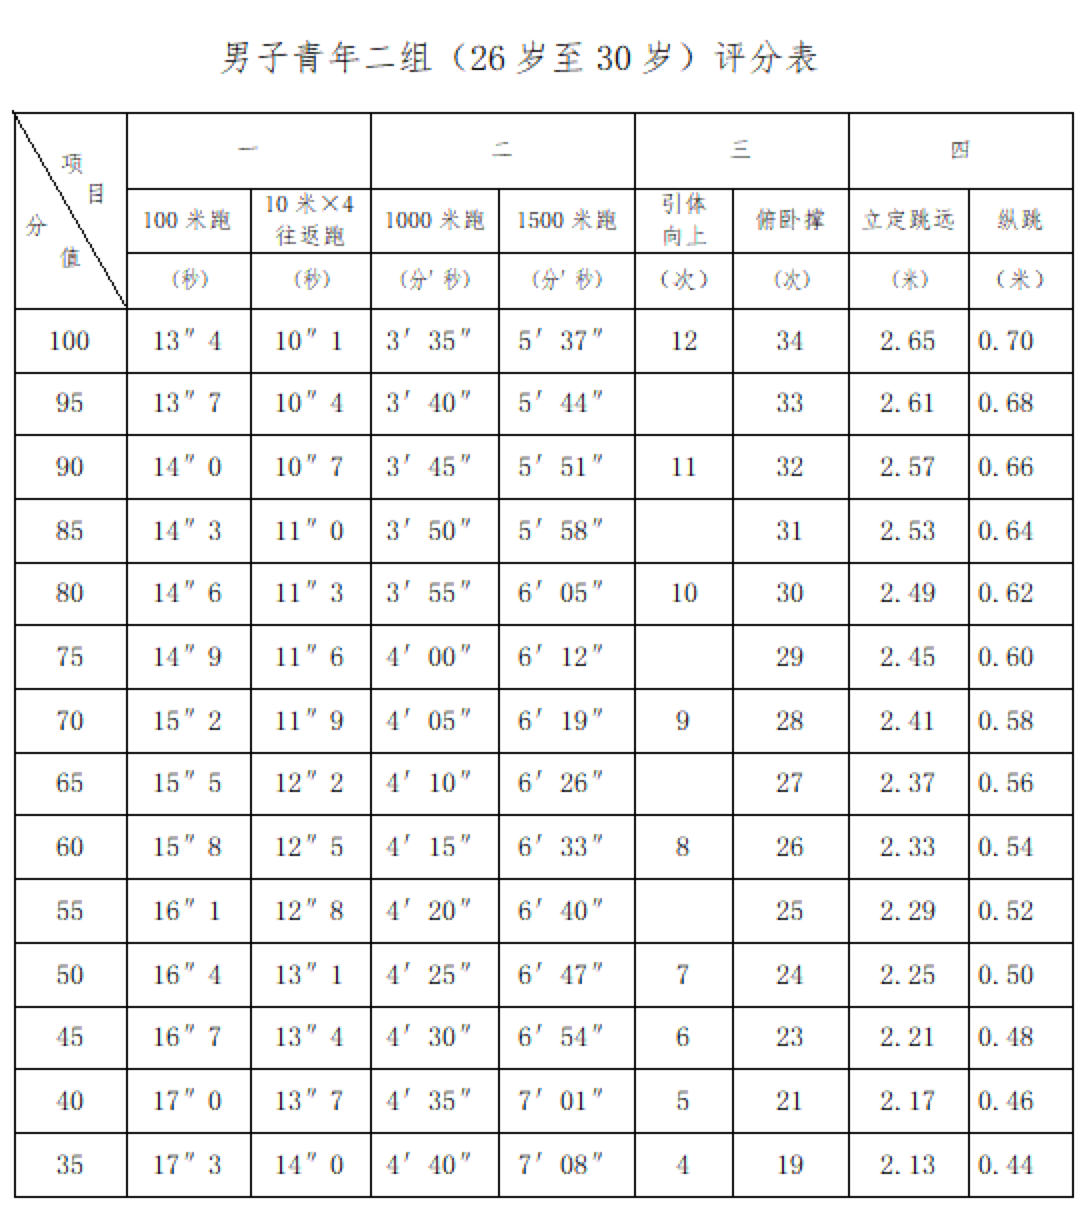 男子青年二组（26岁至30岁）评分表
项目 分值 一 二 三 四
100米跑 10米×4往返跑 1000米跑 1500米跑 引体向上 俯卧撑 立定跳远 纵跳
(秒) (秒) (分′秒) (分′秒) (次) (次) (米) (米)
100 13″4 10″1 3′35″ 5′37″ 12 34 2.65 0.70
95 13″7 10″4 3′40″ 5′44″ 33 2.61 0.68
90 14″0 10″7 3′45″ 5′51″ 11 32 2.57 0.66
85 14″3 11″0 3′50″ 5′58″ 31 2.53 0.64
80 14″6 11″3 3′55″ 6′05″ 10 30 2.49 0.62
75 14″9 11″6 4′00″ 6′12″ 29 2.45 0.60
70 15″2 11″9 4′05″ 6′19″ 9 28 2.41 0.58
65 15″5 12″2 4′10″ 6′26″ 27 2.37 0.56
60 15″8 12″5 4′15″ 6′33″ 8 26 2.33 0.54
55 16″1 12″8 4′20″ 6′40″ 25 2.29 0.52
50 16″4 13″1 4′25″ 6′47″ 7 24 2.25 0.50
45 16″7 13″4 4′30″ 6′54″ 6 23 2.21 0.48
40 17″0 13″7 4′35″ 7′01″ 5 21 2.17 0.46
35 17″3 14″0 4′40″ 7′08″ 4 19 2.13 0.44